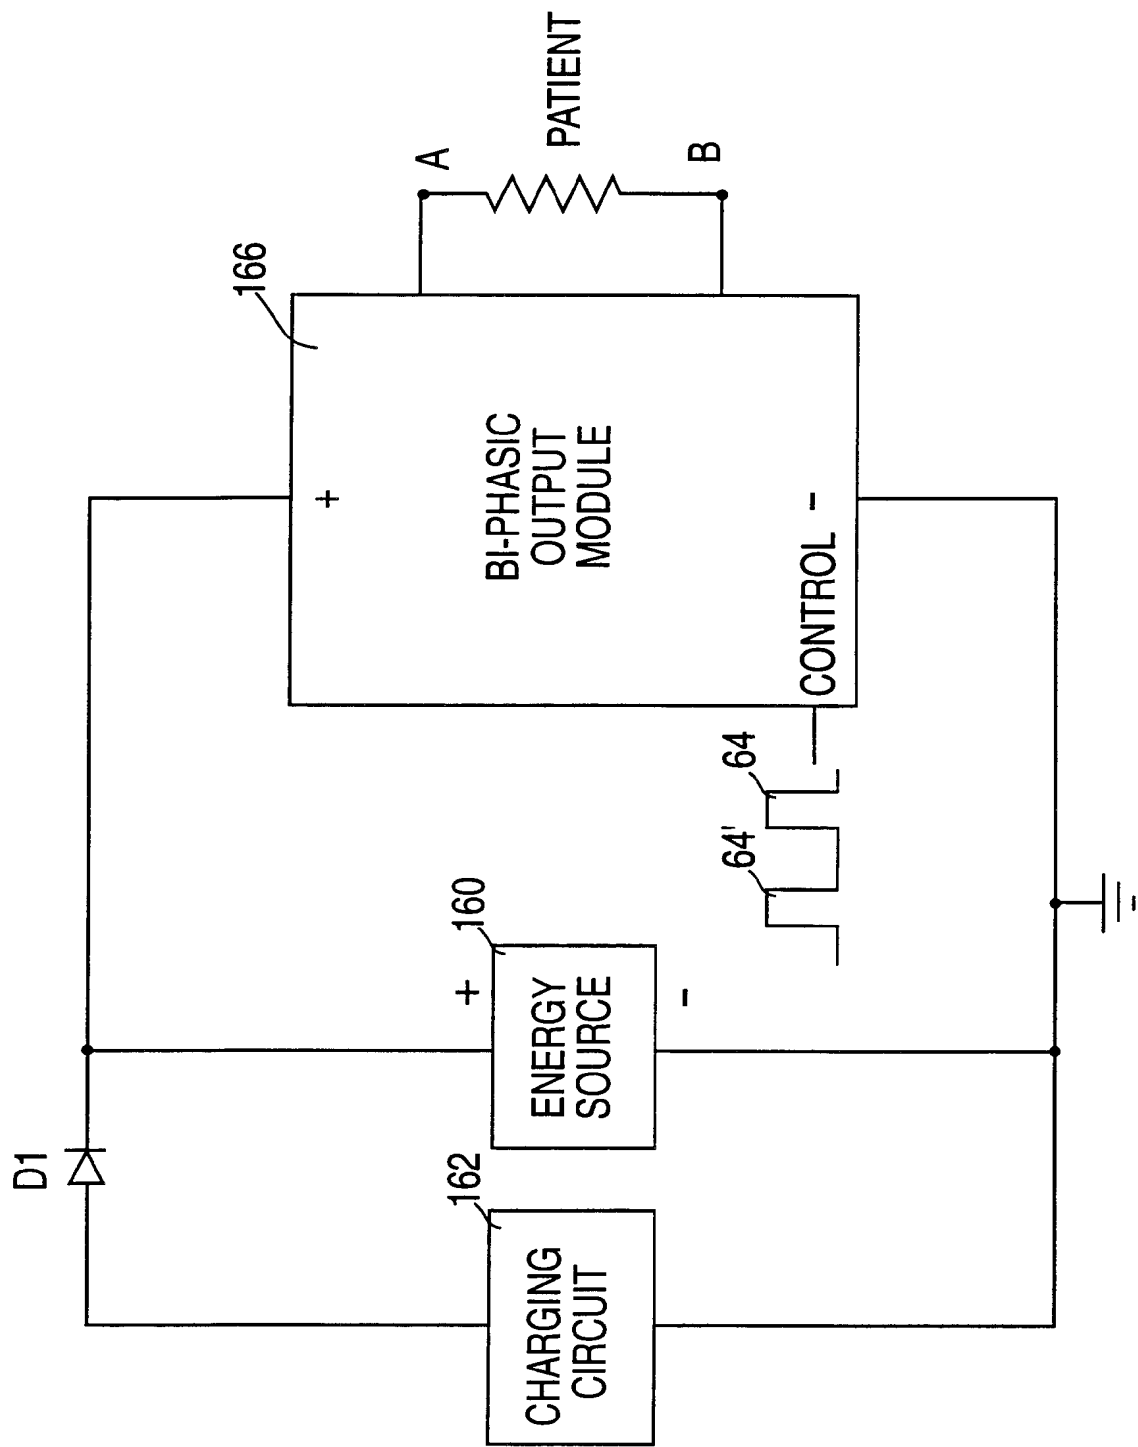 D1
CHARGING
CIRCUIT
162
+
ENERGY
SOURCE
160
-
64'
64
166
+
BI-PHASIC
OUTPUT
MODULE
CONTROL
-
A
PATIENT
B